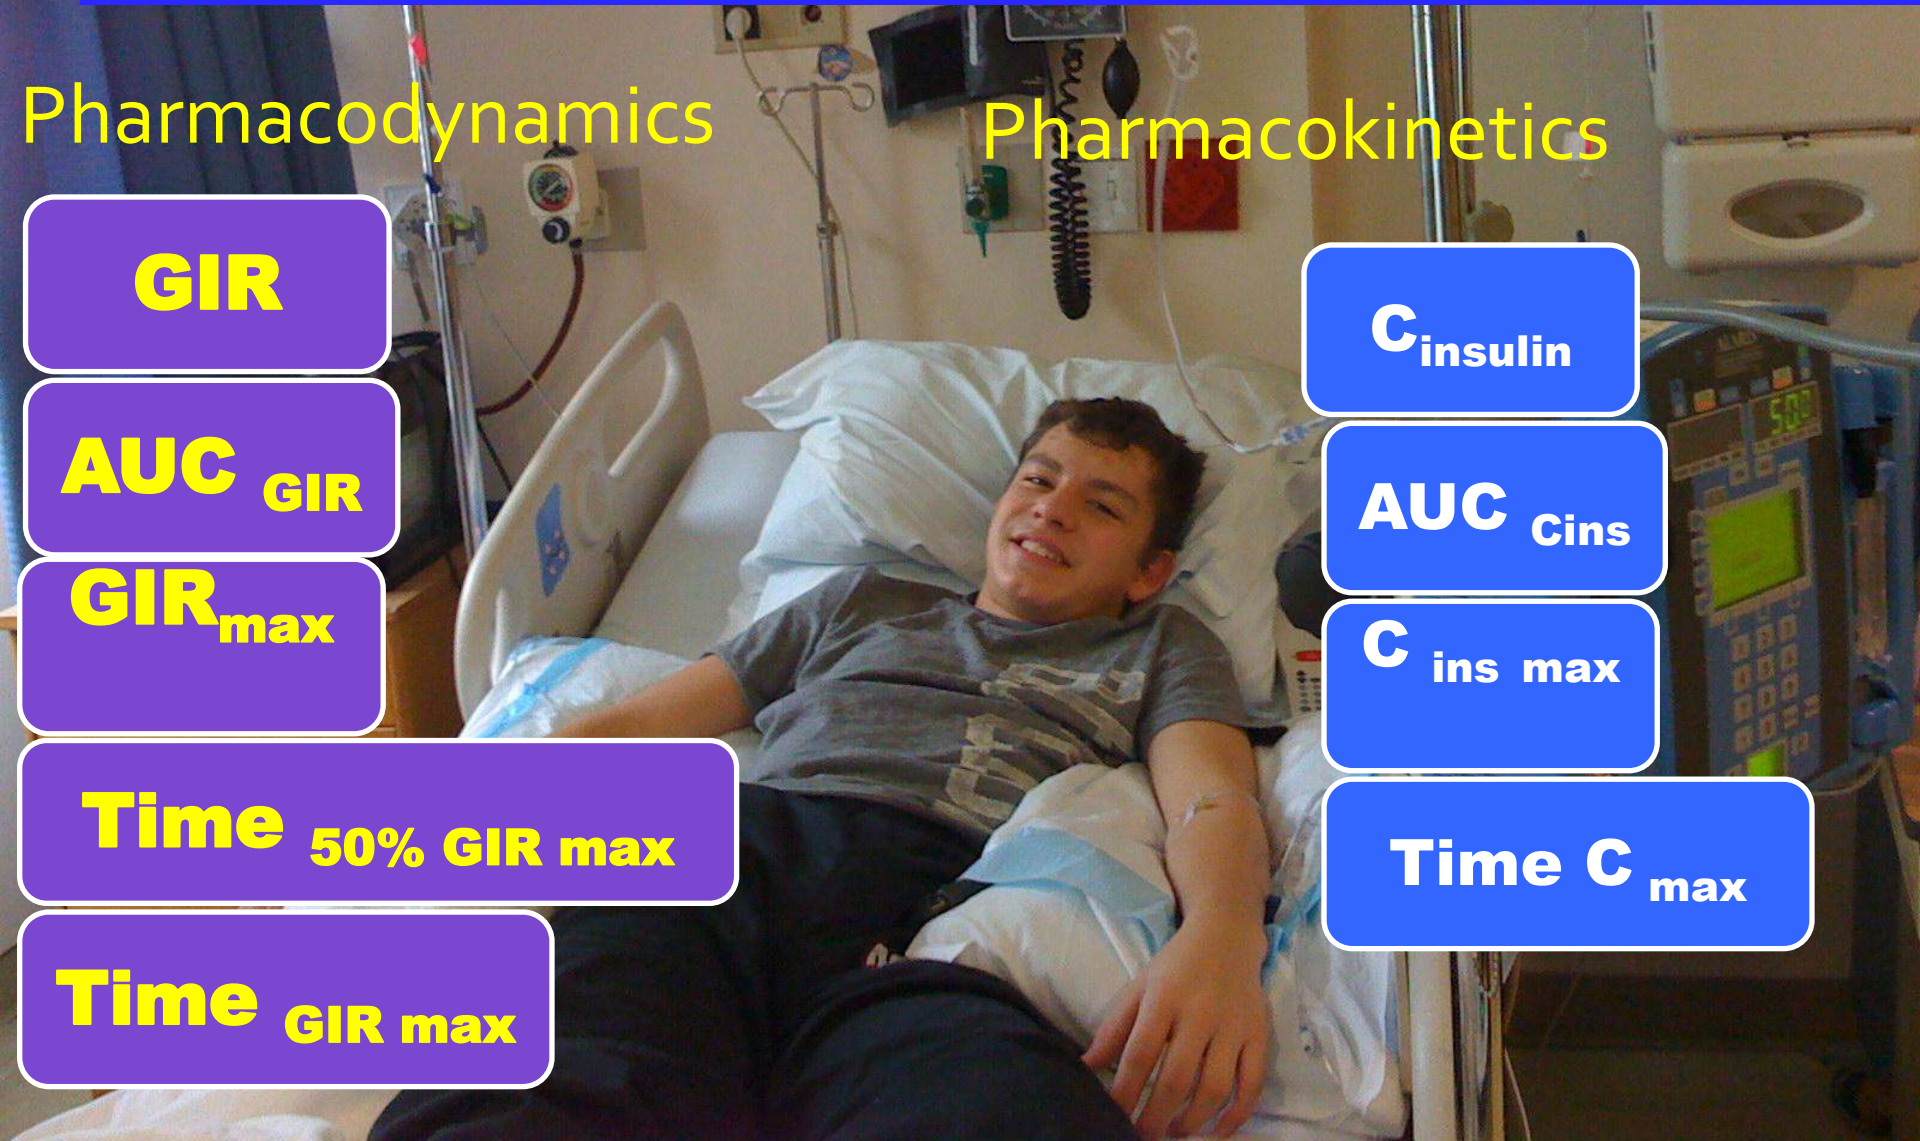 Pharmacodynamics
GIR
AUC GIR
GIRmax
Time 50% GIR max
Time GIR max
Pharmacokinetics
Cinsulin
AUC Cins
C ins max
Time C max